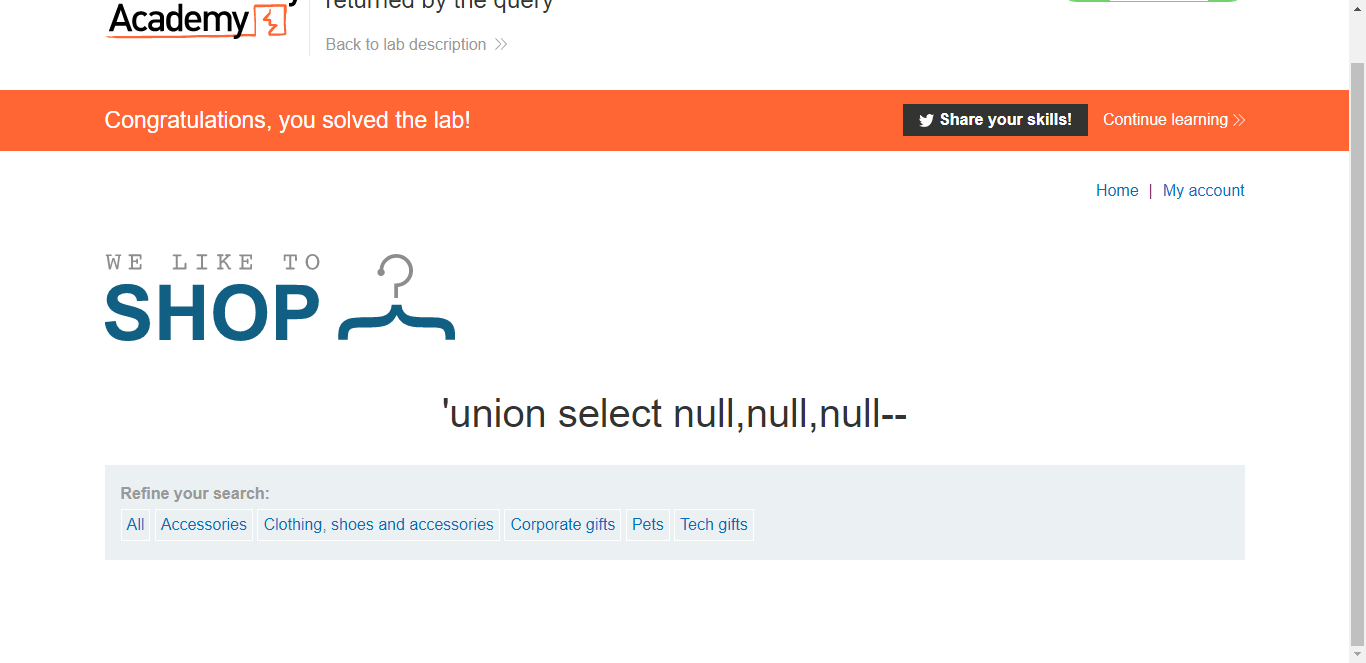 returned by the query
Academy
Back to lab description
Congratulations, you solved the lab!
Share your skills!
Continue learning
Home | My account
WE LIKE TO
SHOP
'union select null,null,null--
Refine your search:
All Accessories Clothing, shoes and accessories Corporate gifts Pets Tech gifts